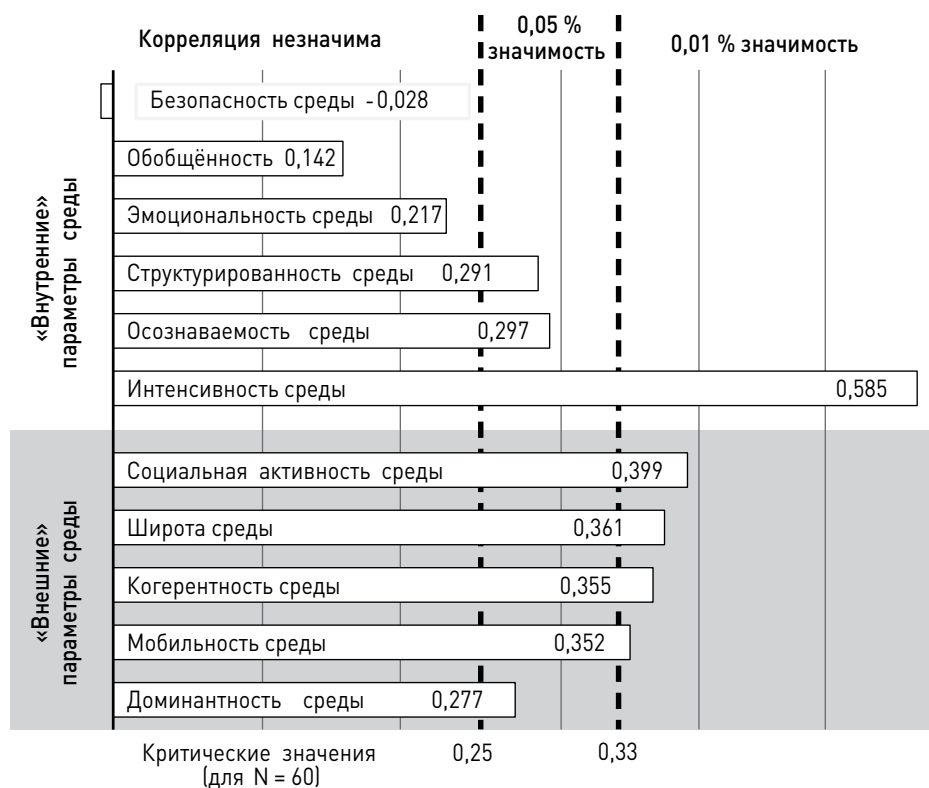 Корреляция незначима
0,05 %
значимость
0,01 % значимость
«Внутренние»
параметры среды
Безопасность среды -0,028
Обобщённость 0,142
Эмоциональность среды 0,217
Структурированность среды 0,291
Осознаваемость среды 0,297
Интенсивность среды 0,585
«Внешние»
параметры среды
Социальная активность среды 0,399
Широта среды 0,361
Когерентность среды 0,355
Мобильность среды 0,352
Доминантность среды 0,277
Критические значения
(для N = 60)
0,25
0,33